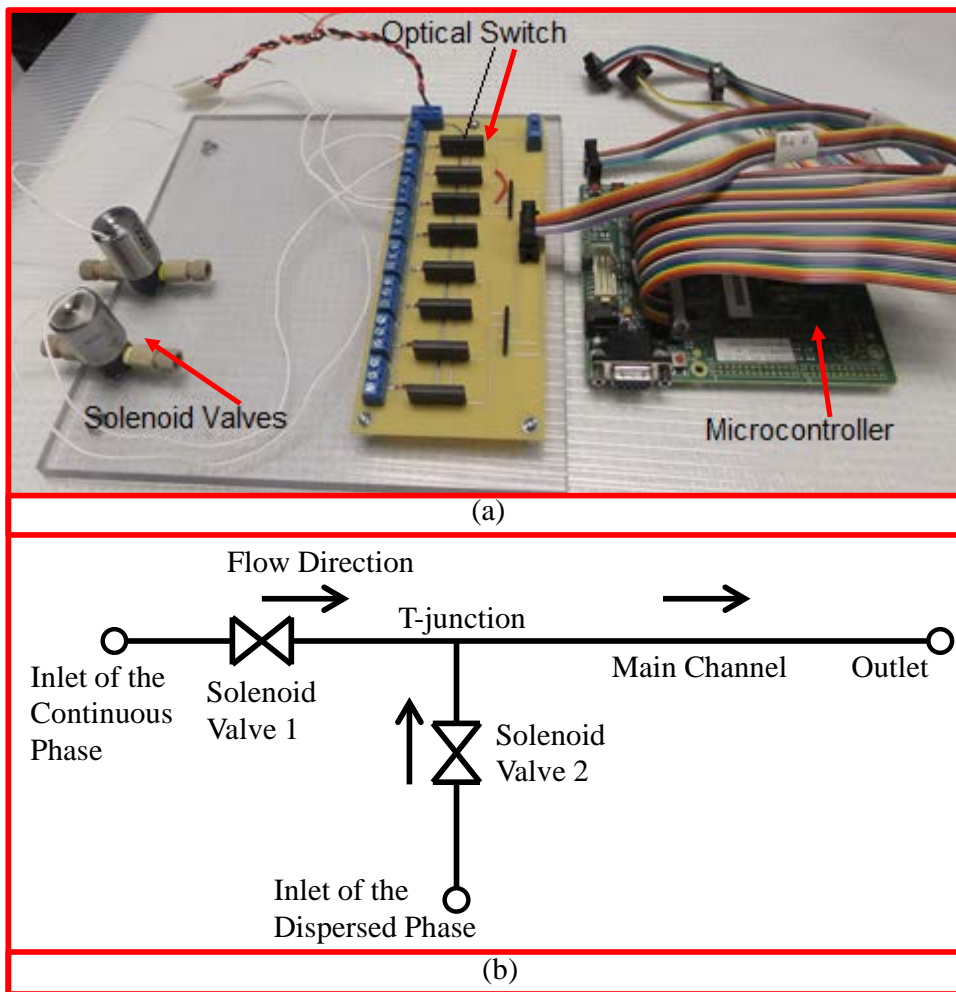 Optical Switch
Solenoid Valves
Microcontroller
(a)
Flow Direction
T-junction
Main Channel
Outlet
Inlet of the
Continuous
Phase
Solenoid
Valve 1
Solenoid
Valve 2
Inlet of the
Dispersed Phase
(b)